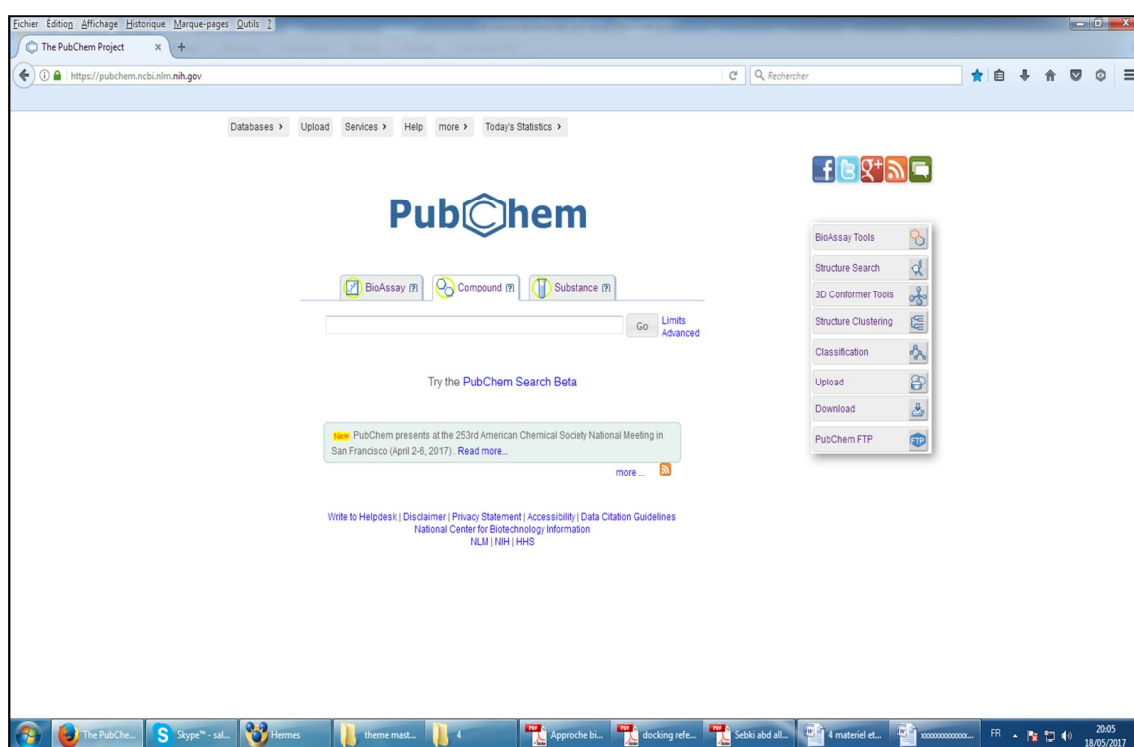 Fichier Édition Affichage Historique Marque-pages Outils ?
The PubChem Project x +
https://pubchem.ncbi.nlm.nih.gov
Rechercher
Databases > Upload Services > Help more > Today's Statistics >
PubChem
BioAssay [?] Compound [?] Substance [?]
Go
Limits
Advanced
Try the PubChem Search Beta
New PubChem presents at the 253rd American Chemical Society National Meeting in
San Francisco (April 2-6, 2017) . Read more...
more ...
Write to Helpdesk | Disclaimer | Privacy Statement | Accessibility | Data Citation Guidelines
National Center for Biotechnology Information
NLM | NIH | HHS
BioAssay Tools
Structure Search
3D Conformer Tools
Structure Clustering
Classification
Upload
Download
PubChem FTP
FTP
The PubChe... Skype™ - sal... Hermes theme mast... 4 Approche bi... docking refe... Sebki abd all... 4 materiel et... FR
20:05
18/05/2017